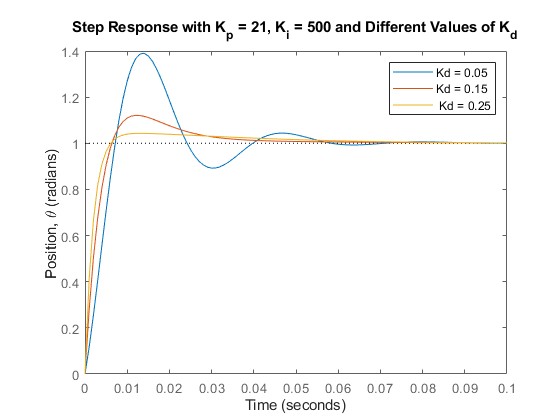 Step Response with Kp = 21, Ki = 500 and Different Values of Kd
1.4
1.2
1
0.8
0.6
0.4
0.2
0
Position, θ (radians)
Kd = 0.05
Kd = 0.15
Kd = 0.25
0 0.01 0.02 0.03 0.04 0.05 0.06 0.07 0.08 0.09 0.1
Time (seconds)